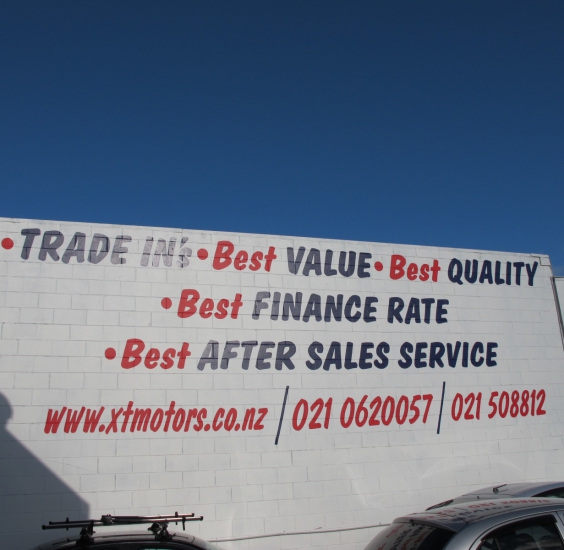 •TRADE IN's •Best VALUE •Best QUALITY
•Best FINANCE RATE
•Best AFTER SALES SERVICE
www.xtmotors.co.nz / 021 0620057 / 021 508812